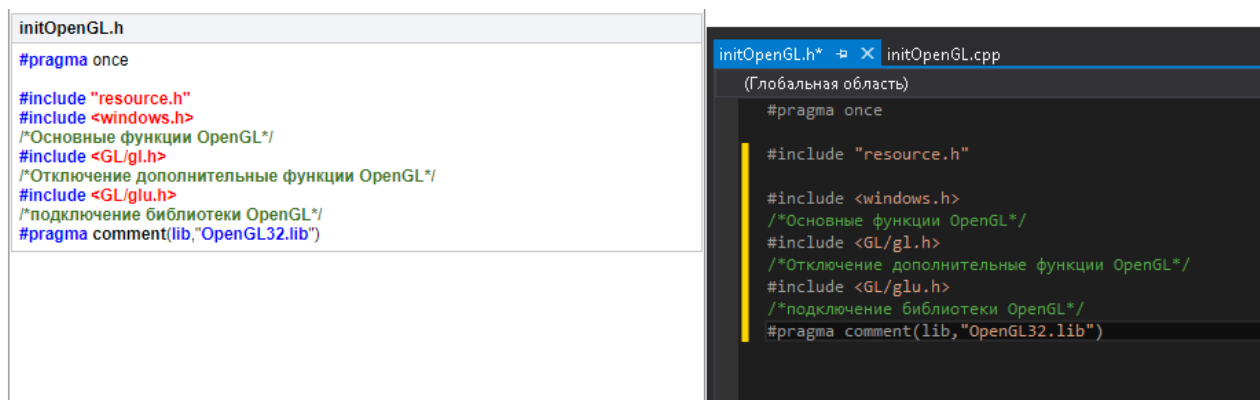 initOpenGL.h
#pragma once
#include "resource.h"
#include <windows.h>
/*Основные функции OpenGL*/
#include <GL/gl.h>
/*Отключение дополнительные функции OpenGL*/
#include <GL/glu.h>
/*подключение библиотеки OpenGL*/
#pragma comment(lib,"OpenGL32.lib")
initOpenGL.h* initOpenGL.cpp
(Глобальная область)
#pragma once
#include "resource.h"
#include <windows.h>
/*Основные функции OpenGL*/
#include <GL/gl.h>
/*Отключение дополнительные функции OpenGL*/
#include <GL/glu.h>
/*подключение библиотеки OpenGL*/
#pragma comment(lib,"OpenGL32.lib")